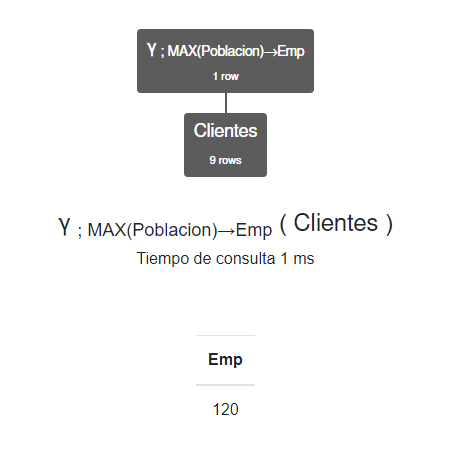 γ ; MAX(Poblacion)→Emp
1 row
Clientes
9 rows
γ ; MAX(Poblacion)→Emp ( Clientes )
Tiempo de consulta 1 ms
Emp
120